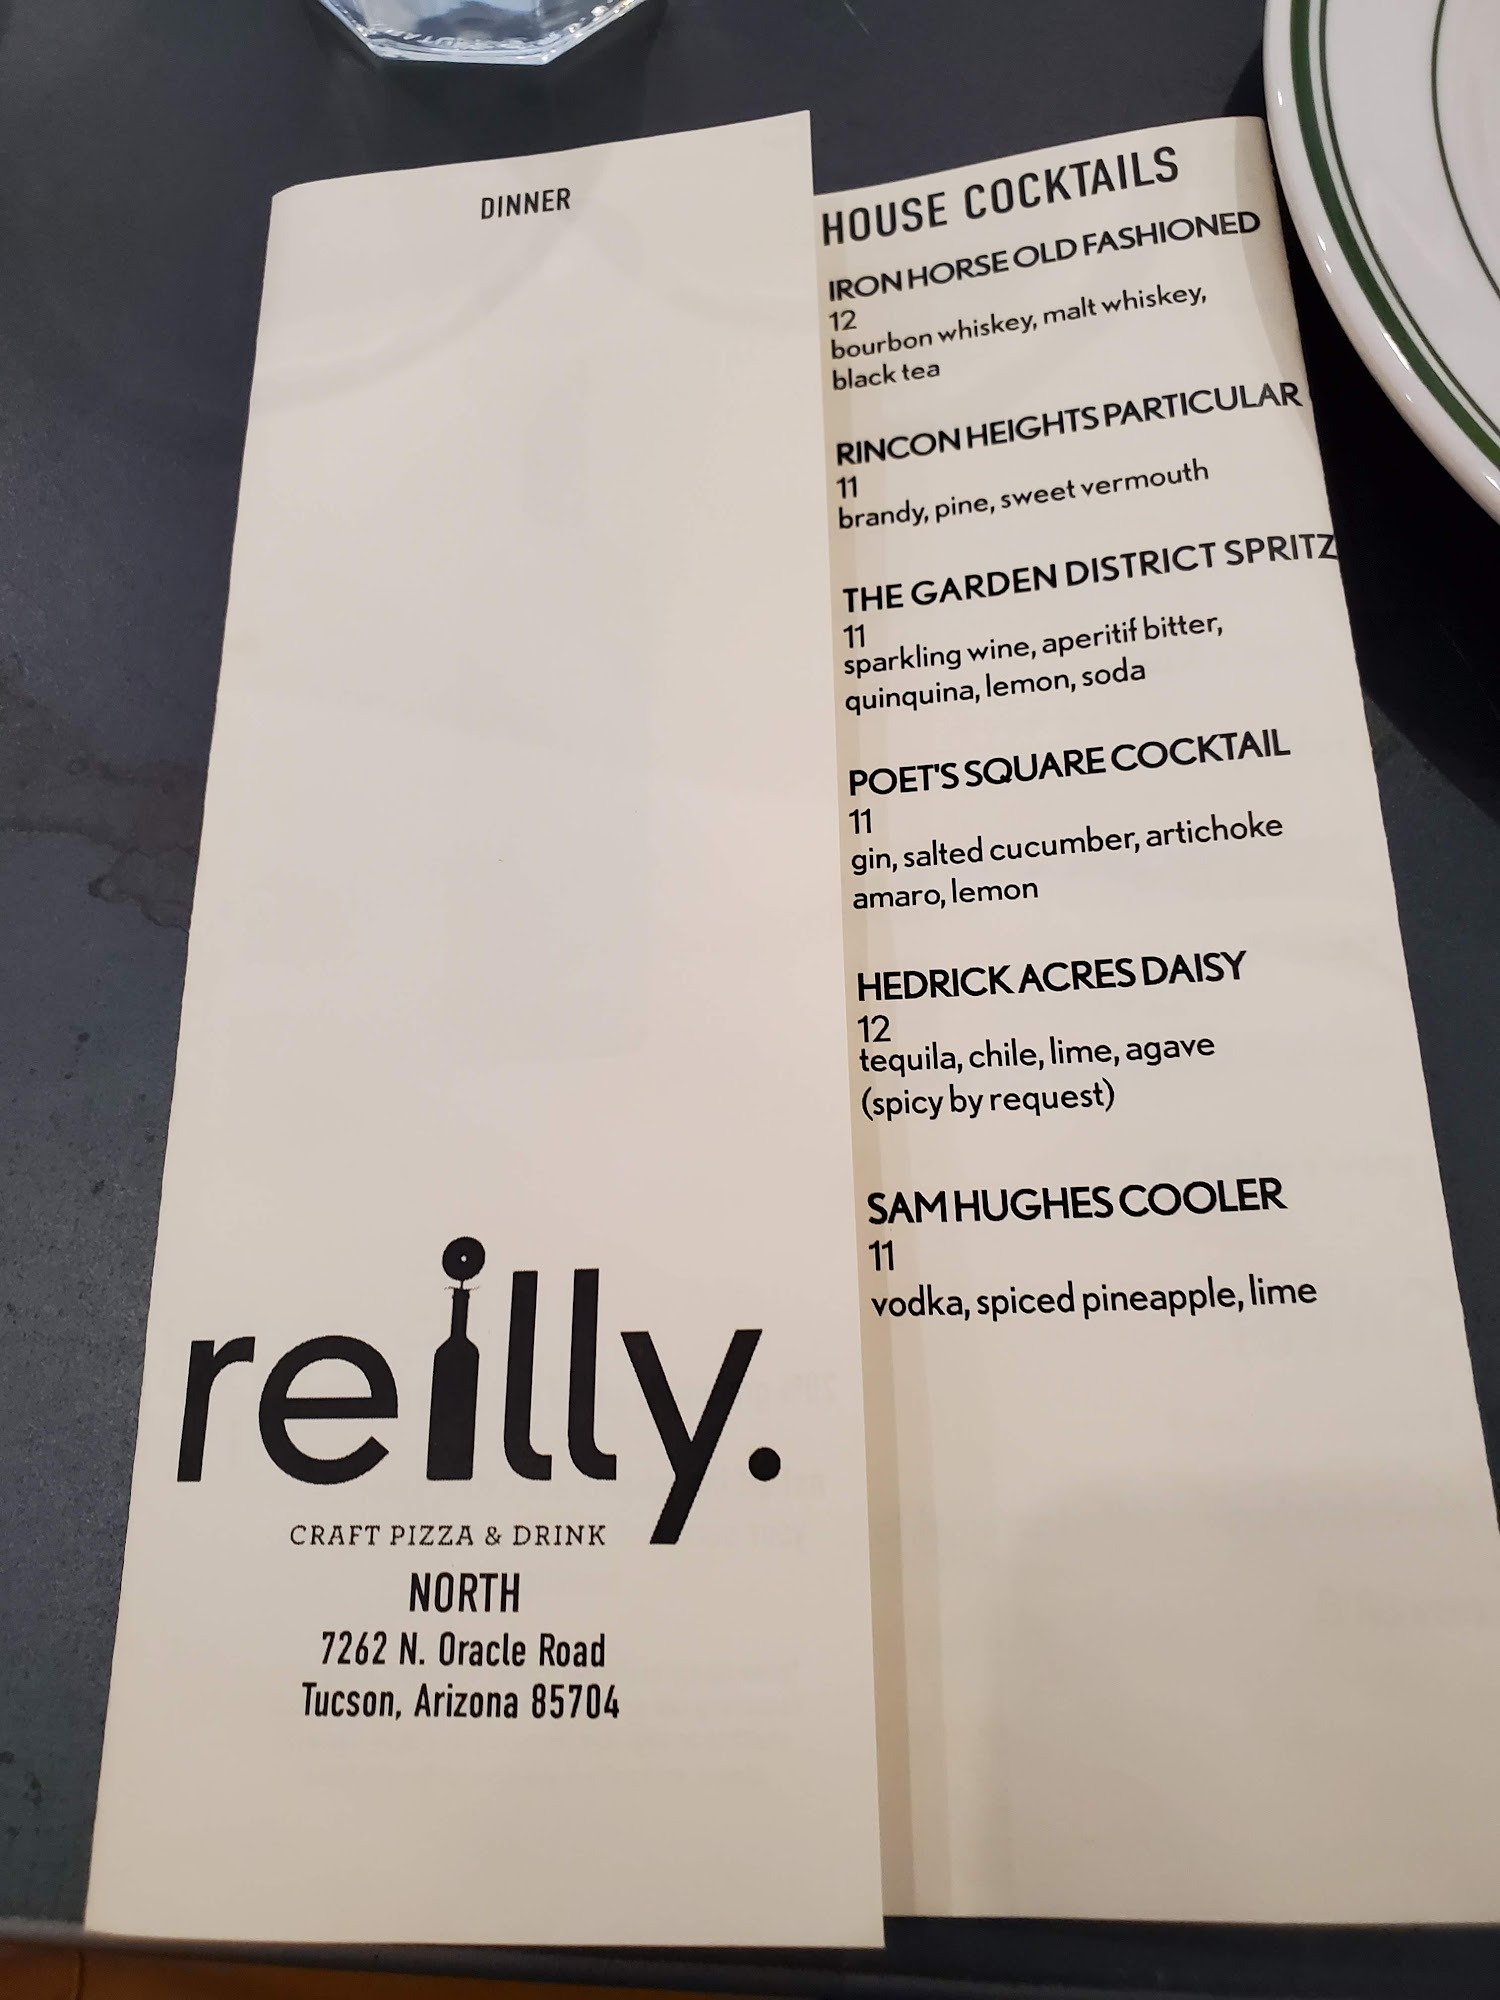 DINNER
reilly.
CRAFT PIZZA & DRINK
NORTH
7262 N. Oracle Road
Tucson, Arizona 85704
HOUSE COCKTAILS
IRON HORSE OLD FASHIONED
12
bourbon whiskey, malt whiskey,
black tea
RINCON HEIGHTS PARTICULAR
11
brandy, pine, sweet vermouth
THE GARDEN DISTRICT SPRITZ
11
sparkling wine, aperitif bitter,
quinquina, lemon, soda
POET'S SQUARE COCKTAIL
11
gin, salted cucumber, artichoke
amaro, lemon
HEDRICK ACRES DAISY
12
tequila, chile, lime, agave
(spicy by request)
SAM HUGHES COOLER
11
vodka, spiced pineapple, lime